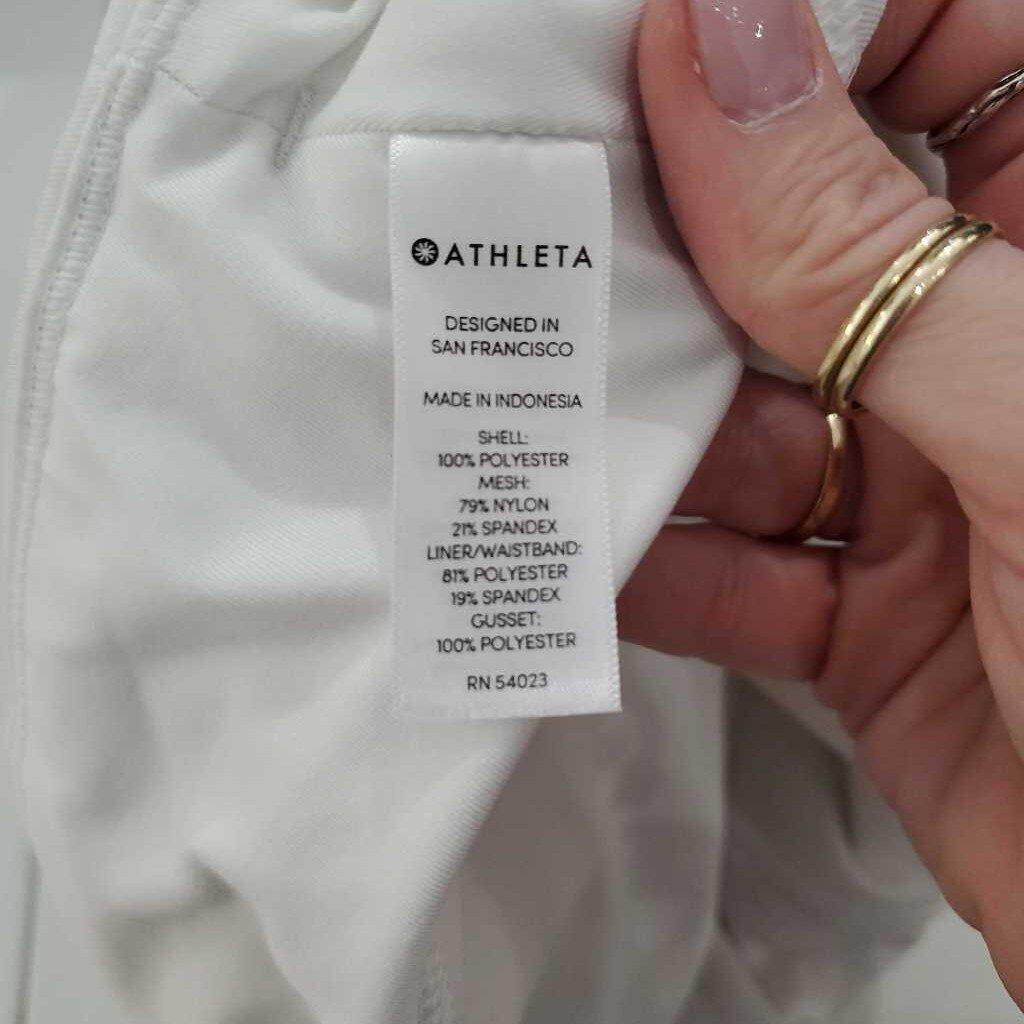 ATHLETA
DESIGNED IN
SAN FRANCISCO
MADE IN INDONESIA
SHELL:
100% POLYESTER
MESH:
79% NYLON
21% SPANDEX
LINER/WAISTBAND:
81% POLYESTER
19% SPANDEX
GUSSET:
100% POLYESTER
RN 54023